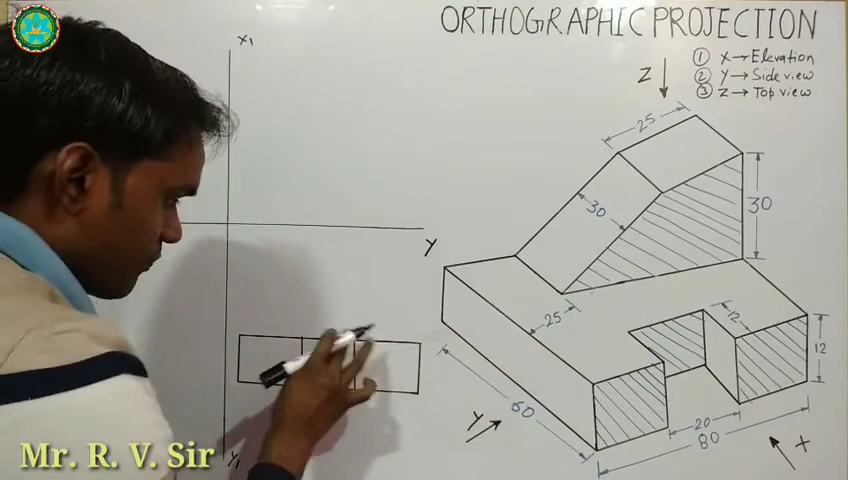 ORTHOGRAPHIC PROJECTION
① X→Elevation
② Y→Side view
③ Z→Top view
Z
X₁
25
30
30
Y
25
12
12
60
20
80
Y
X
Y₁
Mr. R.V. Sir